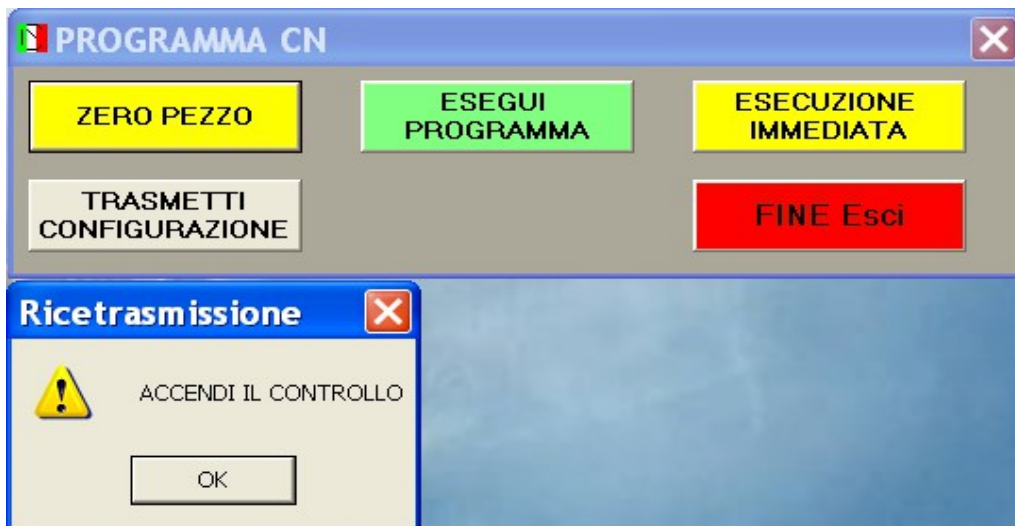 PROGRAMMA CN
ZERO PEZZO
ESEGUI
PROGRAMMA
ESECUZIONE
IMMEDIATA
TRASMETTI
CONFIGURAZIONE
FINE Esci
Ricetrasmissione
ACCENDI IL CONTROLLO
OK